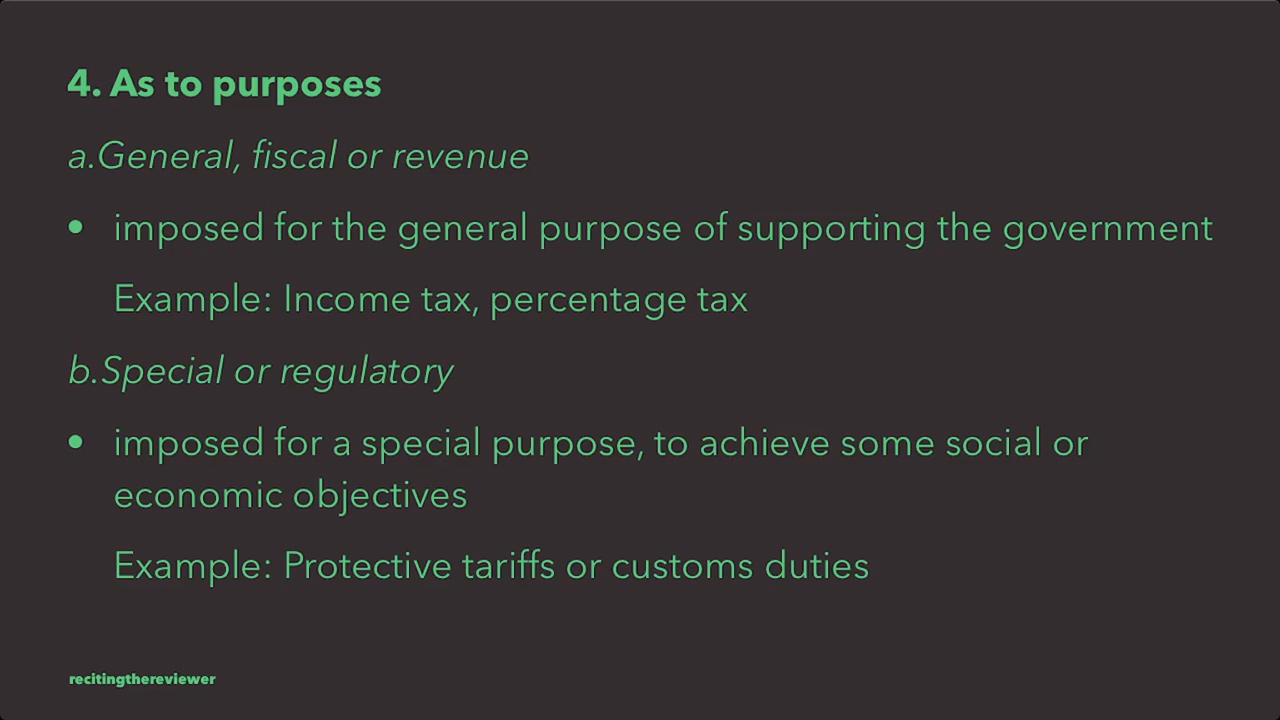 4. As to purposes
a.General, fiscal or revenue
• imposed for the general purpose of supporting the government
Example: Income tax, percentage tax
b.Special or regulatory
• imposed for a special purpose, to achieve some social or
economic objectives
Example: Protective tariffs or customs duties
recitingthereviewer